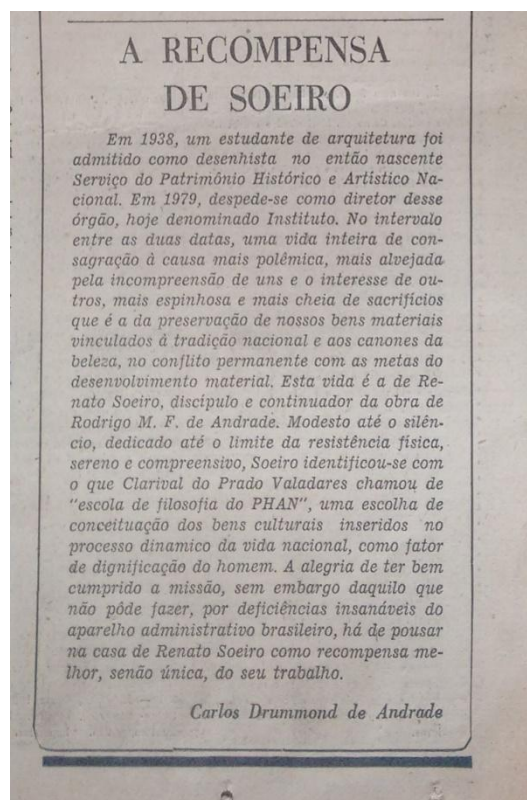 A RECOMPENSA
DE SOEIRO
Em 1938, um estudante de arquitetura foi
admitido como desenhista no então nascente
Serviço do Patrimônio Histórico e Artístico Na-
cional. Em 1979, despede-se como diretor desse
órgão, hoje denominado Instituto. No intervalo
entre as duas datas, uma vida inteira de con-
sagração à causa mais polêmica, mais alvejada
pela incompreensão de uns e o interesse de ou-
tros, mais espinhosa e mais cheia de sacrifícios
que é a da preservação de nossos bens materiais
vinculados à tradição nacional e aos canones da
beleza, no conflito permanente com as metas do
desenvolvimento material. Esta vida é a de Re-
nato Soeiro, discípulo e continuador da obra de
Rodrigo M. F. de Andrade. Modesto até o silên-
cio, dedicado até o limite da resistência física,
sereno e compreensivo, Soeiro identificou-se com
o que Clarival do Prado Valadares chamou de
"escola de filosofia do PHAN", uma escolha de
conceituação dos bens culturais inseridos no
processo dinamico da vida nacional, como fator
de dignificação do homem. A alegria de ter bem
cumprido a missão, sem embargo daquilo que
não pôde fazer, por deficiências insanáveis do
aparelho administrativo brasileiro, há de pousar
na casa de Renato Soeiro como recompensa me-
lhor, senão única, do seu trabalho.
Carlos Drummond de Andrade